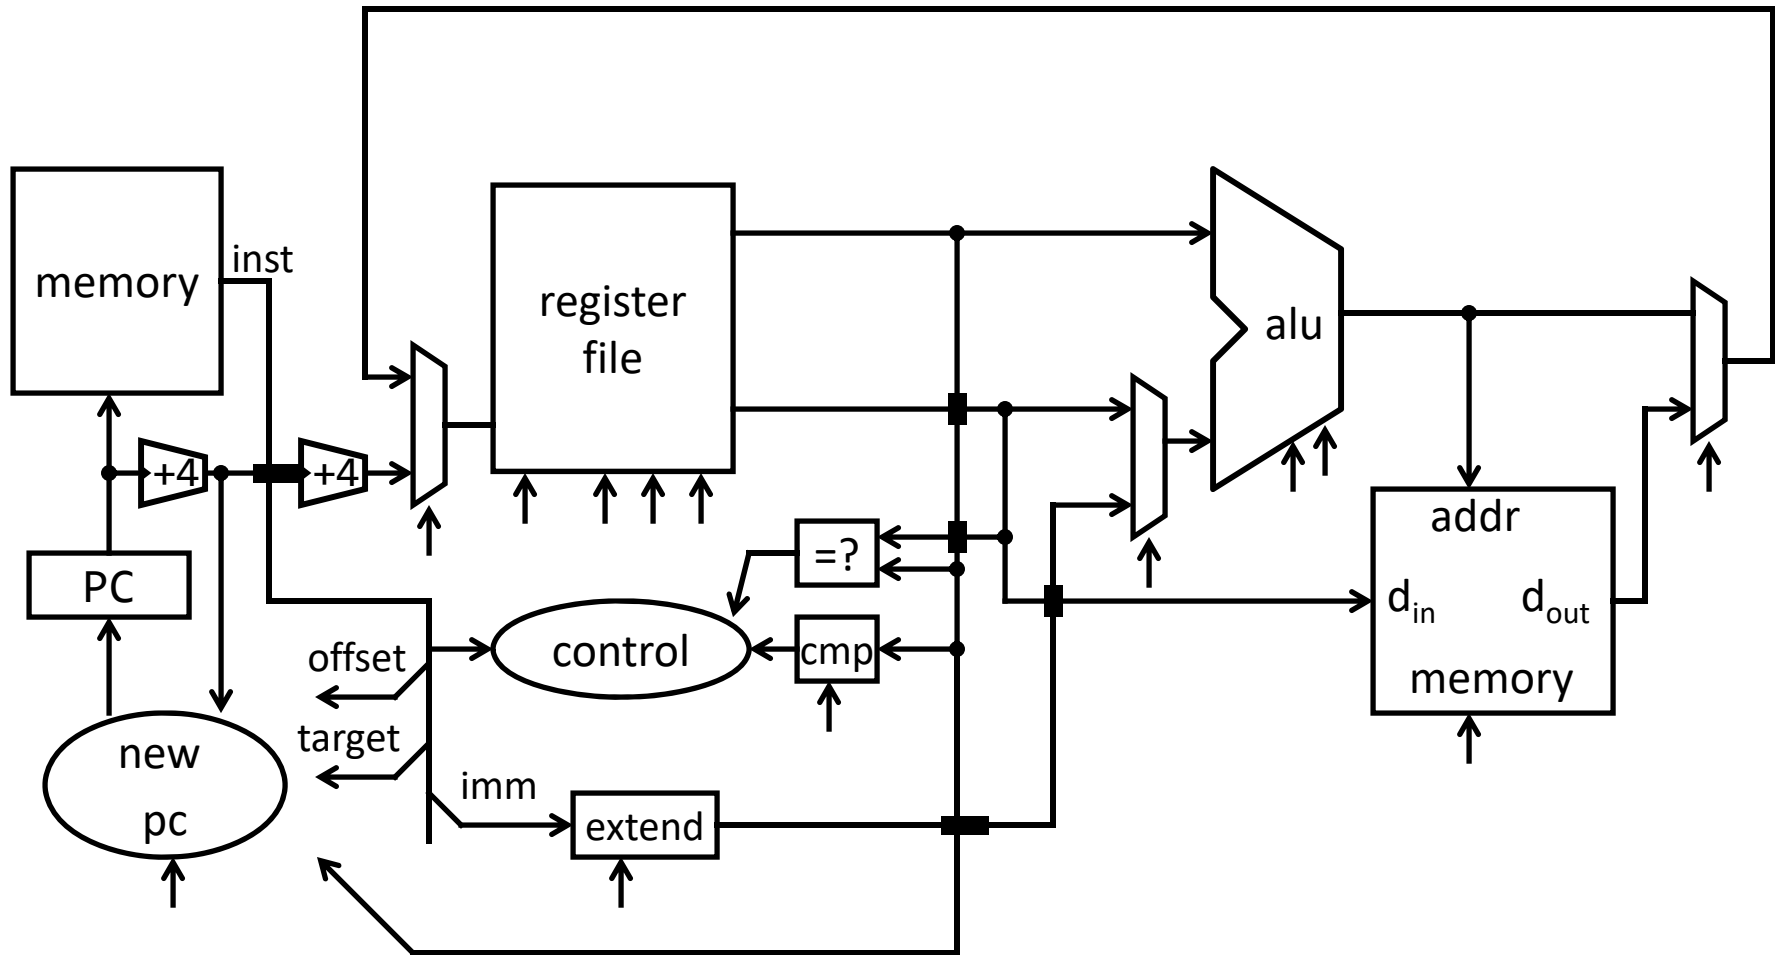 memory
inst
register
file
alu
+4
+4
addr
=?
PC
d_in
d_out
control
cmp
offset
memory
target
new
pc
imm
extend